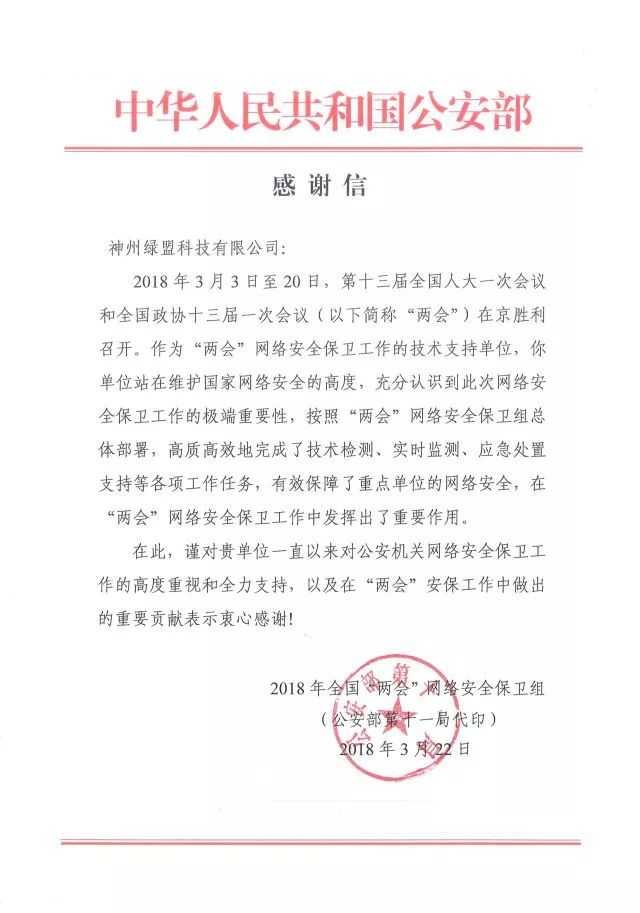 中华人民共和国公安部
感谢信
神州绿盟科技有限公司：
2018 年 3 月 3 日至 20 日，第十三届全国人大一次会议
和全国政协十三届一次会议（以下简称“两会”）在京胜利
召开。作为“两会”网络安全保卫工作的技术支持单位，你
单位站在维护国家网络安全的高度，充分认识到此次网络安
全保卫工作的极端重要性，按照“两会”网络安全保卫组总
体部署，高质高效地完成了技术检测、实时监测、应急处置
支持等各项工作任务，有效保障了重点单位的网络安全，在
“两会”网络安全保卫工作中发挥出了重要作用。
在此，谨对贵单位一直以来对公安机关网络安全保卫工
作的高度重视和全力支持，以及在“两会”安保工作中做出
的重要贡献表示衷心感谢！
2018 年全国“两会”网络安全保卫组
（公安部第十一局代印）
2018 年 3 月 22 日
公安部第十一局